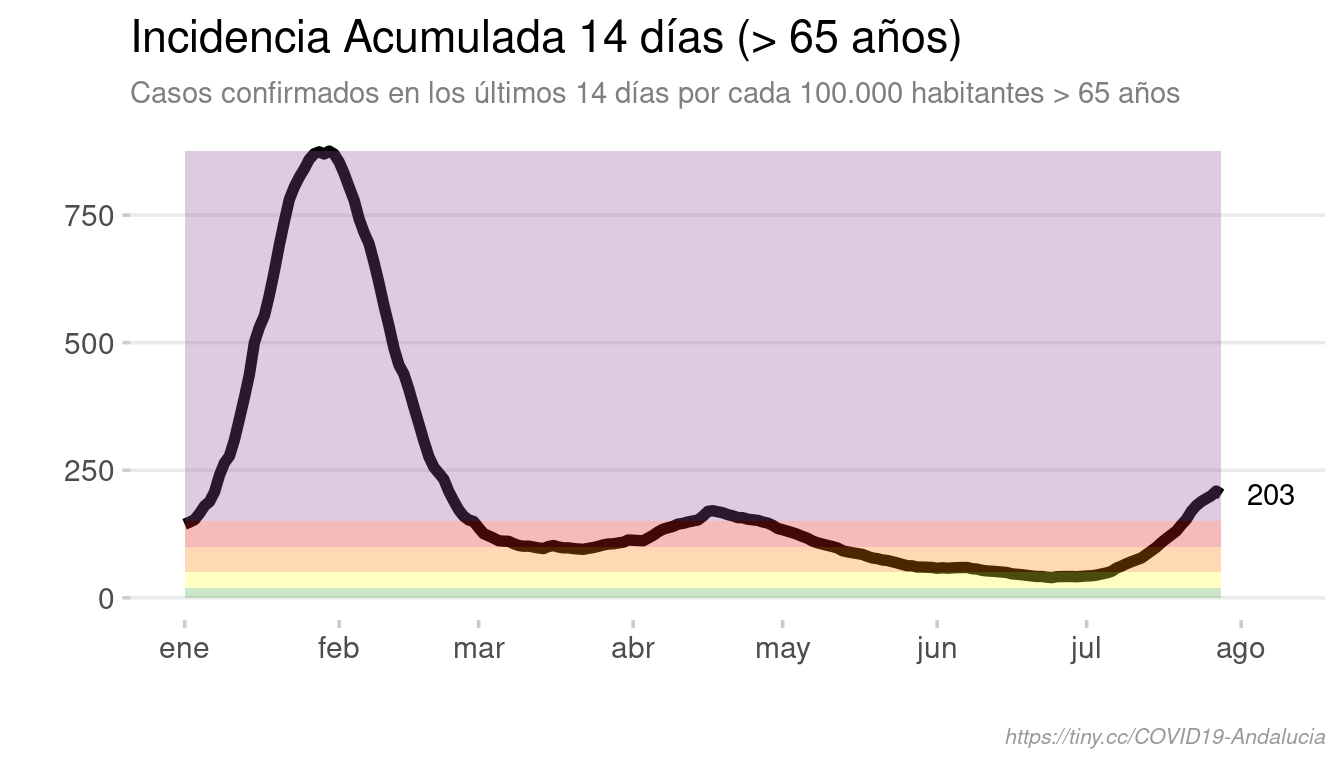 Incidencia Acumulada 14 días (> 65 años)
Casos confirmados en los últimos 14 días por cada 100.000 habitantes > 65 años
750
500
250
203
0
ene feb mar abr may jun jul ago
https://tiny.cc/COVID19-Andalucia